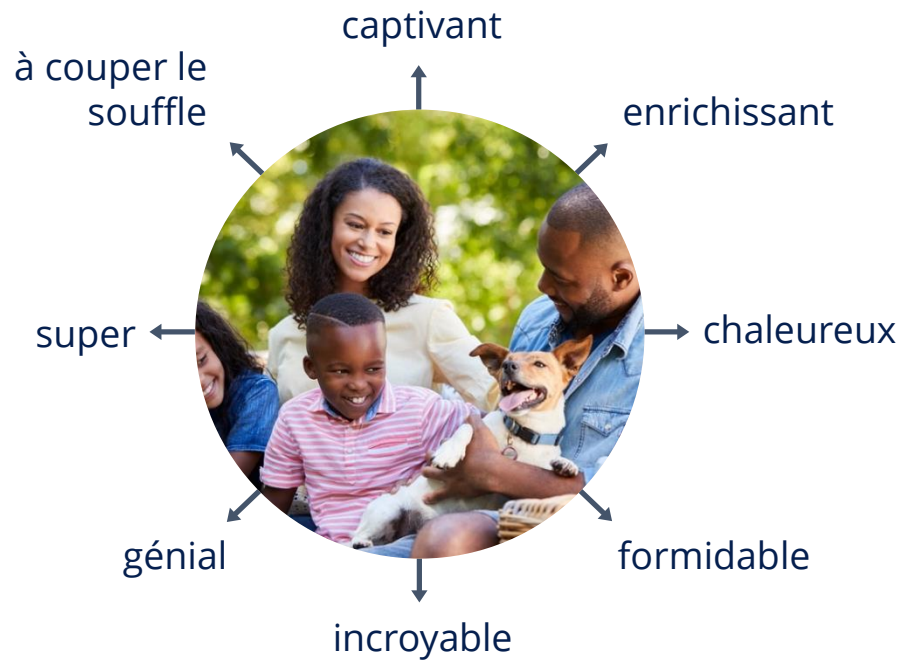 captivant
à couper le
souffle
enrichissant
super
chaleureux
génial
formidable
incroyable